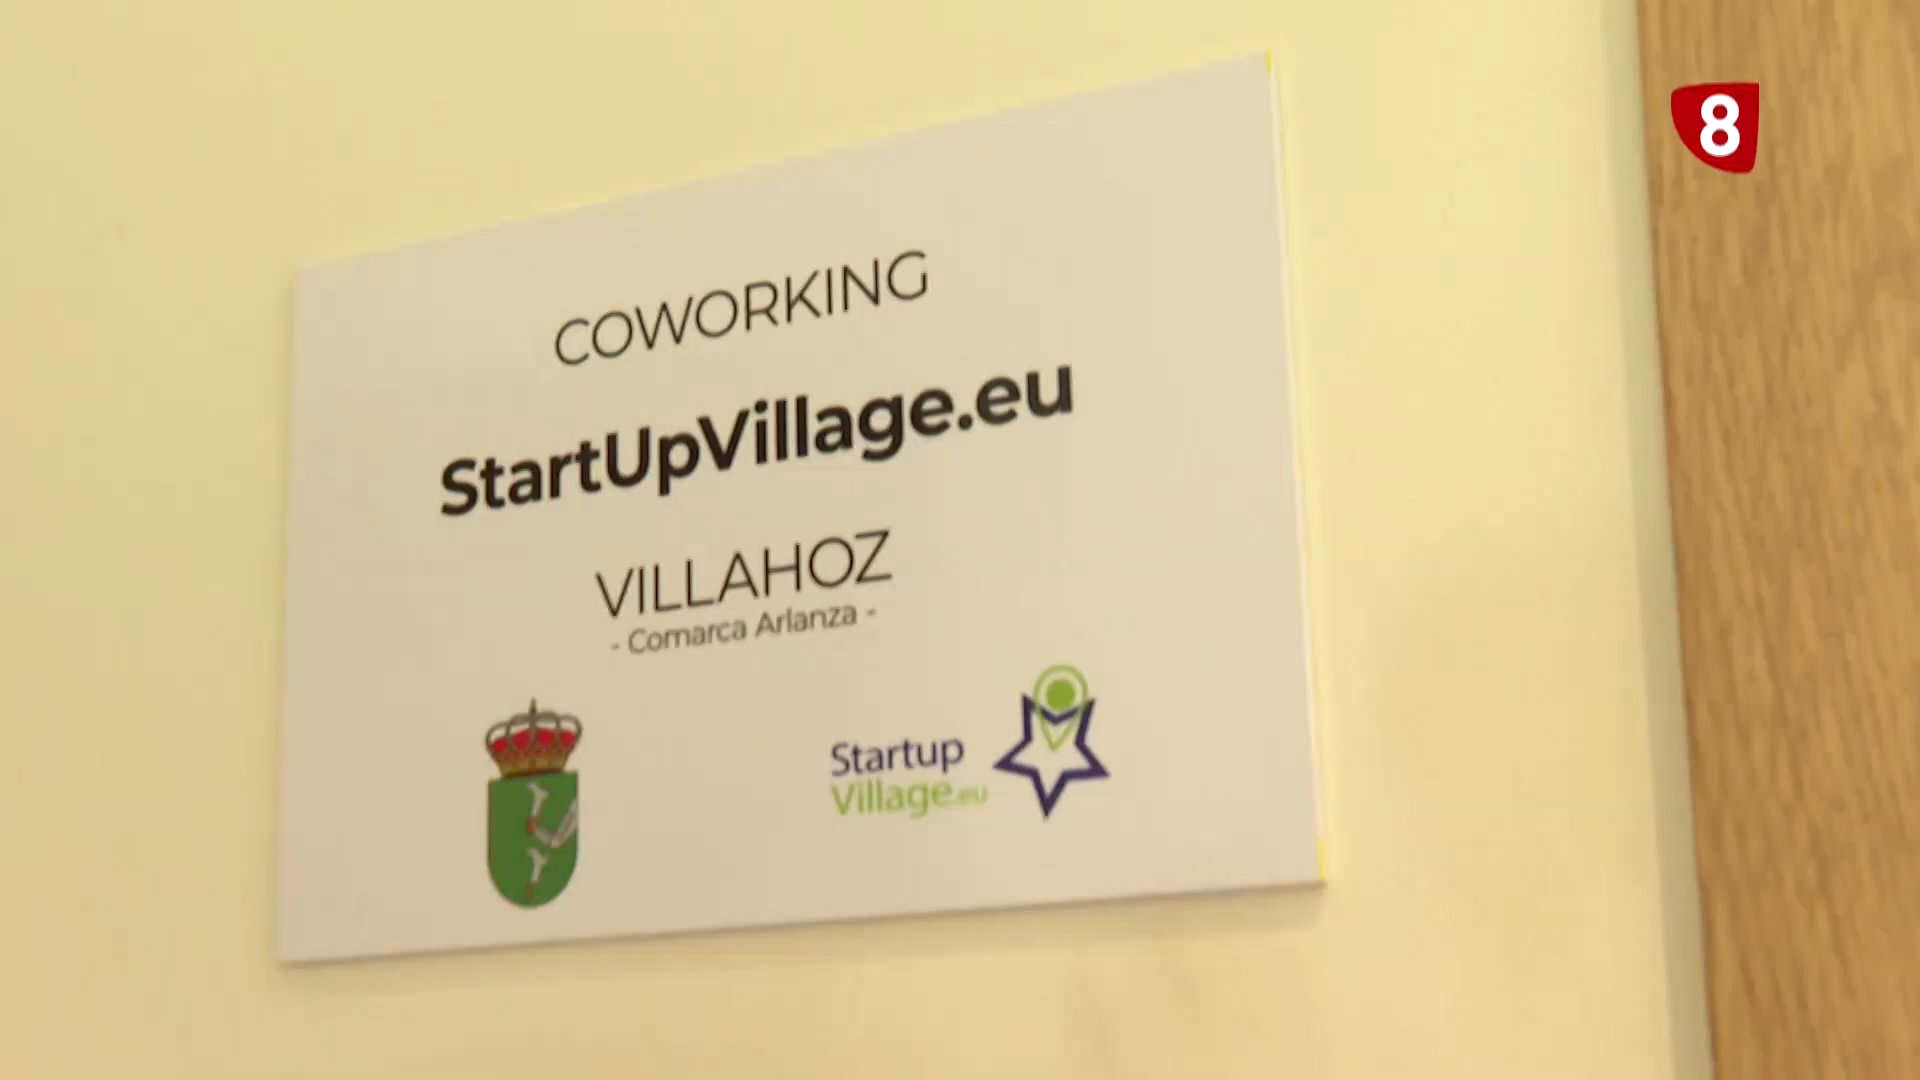 8
COWORKING
StartUpVillage.eu
VILLAHOZ
- Comarca Arlanza -
Startup
Village.eu